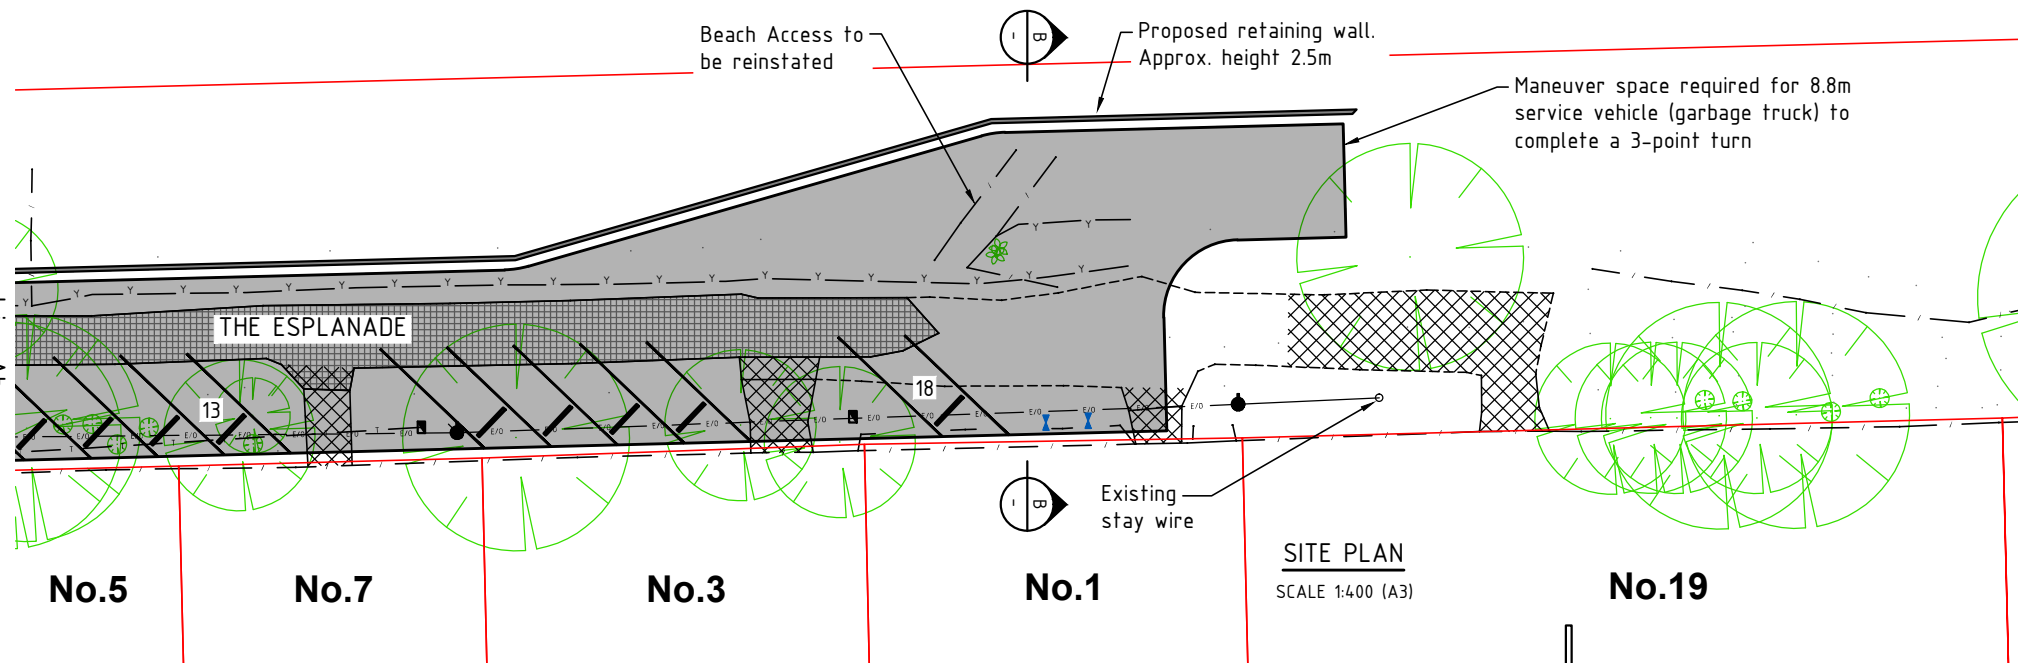 Beach Access to
be reinstated
B
-
Proposed retaining wall.
Approx. height 2.5m
Maneuver space required for 8.8m
service vehicle (garbage truck) to
complete a 3-point turn
THE ESPLANADE
13
18
B
-
Existing
stay wire
SITE PLAN
SCALE 1:400 (A3)
No.5
No.7
No.3
No.1
No.19